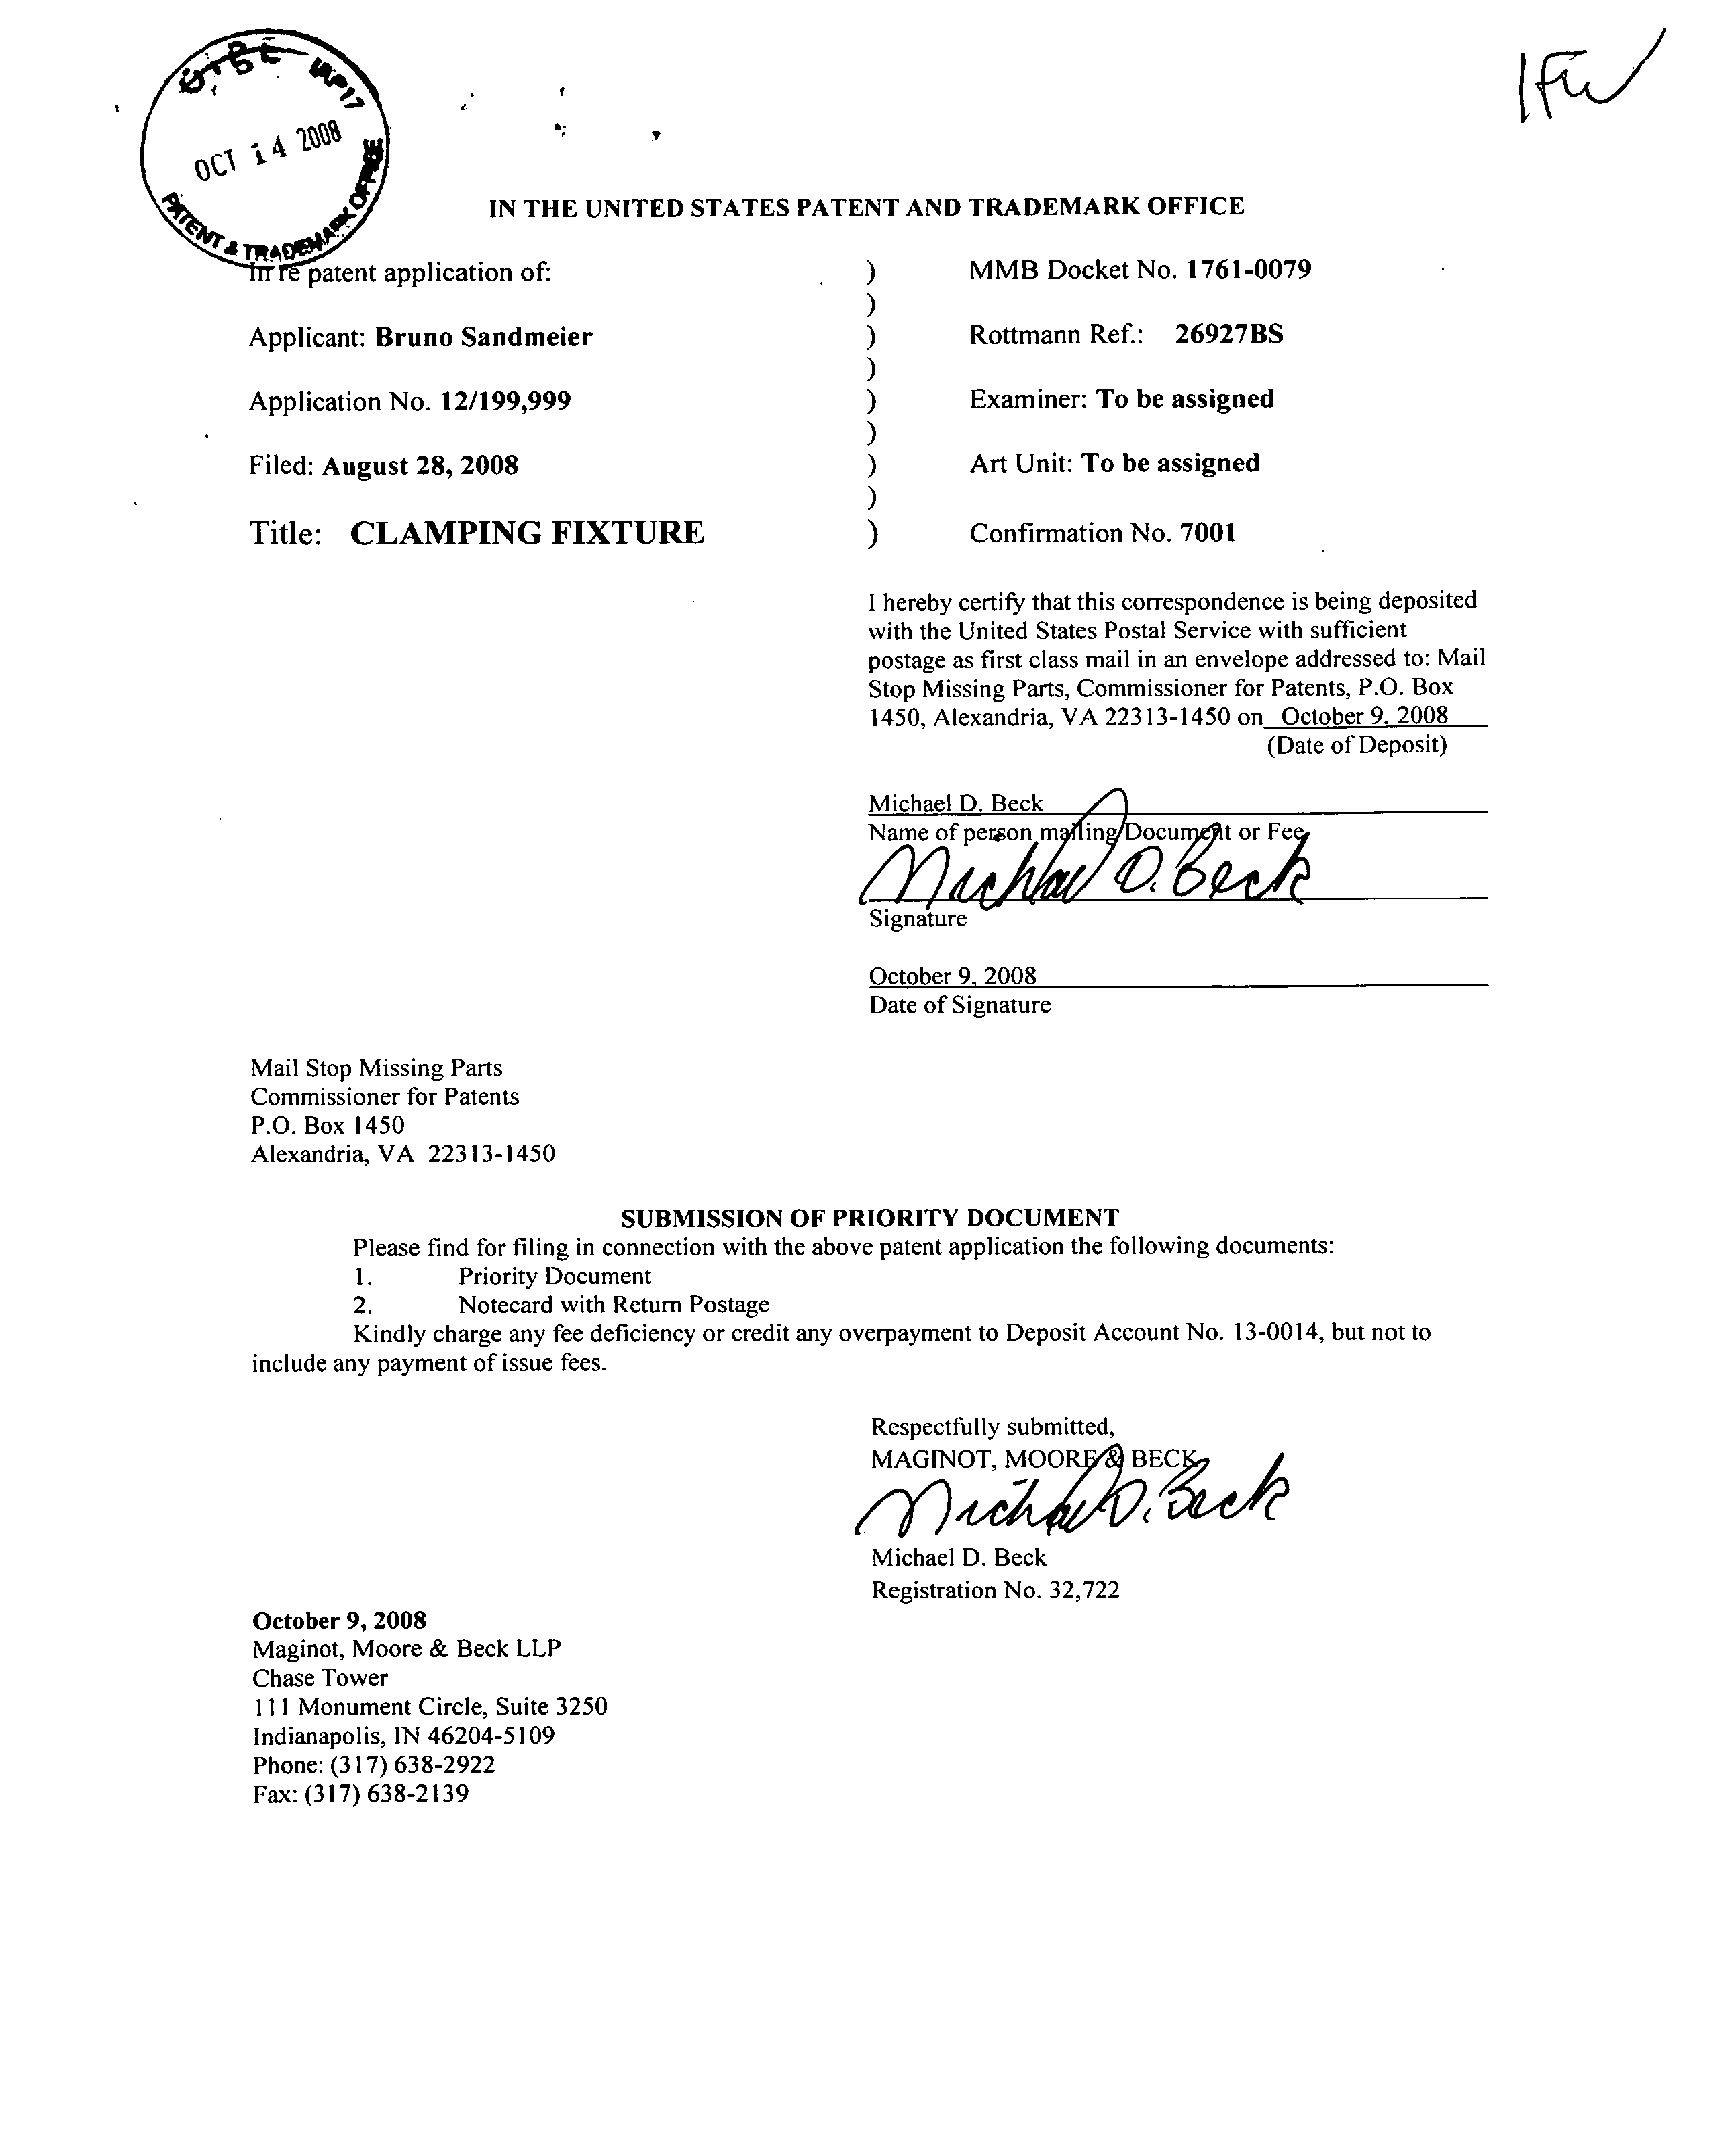 O I P E IAP17
OCT 14 2008
PATENT & TRADEMARK OFFICE
IFW
IN THE UNITED STATES PATENT AND TRADEMARK OFFICE
In re patent application of: ) MMB Docket No. 1761-0079
)
Applicant: Bruno Sandmeier ) Rottmann Ref.: 26927BS
)
Application No. 12/199,999 ) Examiner: To be assigned
)
Filed: August 28, 2008 ) Art Unit: To be assigned
)
Title: CLAMPING FIXTURE ) Confirmation No. 7001
I hereby certify that this correspondence is being deposited
with the United States Postal Service with sufficient
postage as first class mail in an envelope addressed to: Mail
Stop Missing Parts, Commissioner for Patents, P.O. Box
1450, Alexandria, VA 22313-1450 on October 9, 2008
(Date of Deposit)
Michael D. Beck
Name of person mailing Document or Fee
Michael D. Beck
Signature
October 9, 2008
Date of Signature
Mail Stop Missing Parts
Commissioner for Patents
P.O. Box 1450
Alexandria, VA 22313-1450
SUBMISSION OF PRIORITY DOCUMENT
Please find for filing in connection with the above patent application the following documents:
1. Priority Document
2. Notecard with Return Postage
Kindly charge any fee deficiency or credit any overpayment to Deposit Account No. 13-0014, but not to
include any payment of issue fees.
Respectfully submitted,
MAGINOT, MOORE & BECK
Michael D. Beck
Michael D. Beck
Registration No. 32,722
October 9, 2008
Maginot, Moore & Beck LLP
Chase Tower
111 Monument Circle, Suite 3250
Indianapolis, IN 46204-5109
Phone: (317) 638-2922
Fax: (317) 638-2139